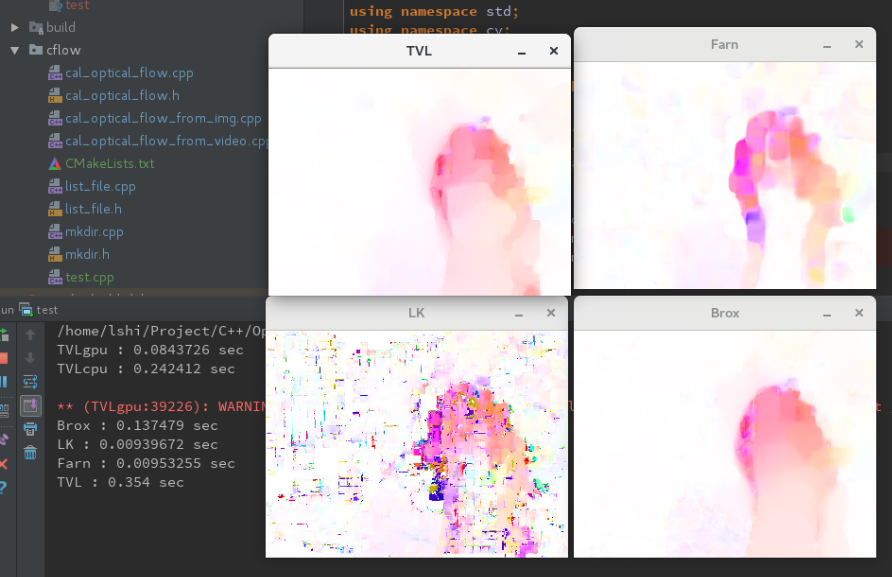 test
build
cflow
cal_optical_flow.cpp
cal_optical_flow.h
cal_optical_flow_from_img.cpp
cal_optical_flow_from_video.cpp
CMakeLists.txt
list_file.cpp
list_file.h
mkdir.cpp
mkdir.h
test.cpp
using namespace std;
using namespace cv;
TVL
Farn
LK
Brox
un test
/home/lshi/Project/C++/Op
TVLgpu : 0.0843726 sec
TVLcpu : 0.242412 sec
** (TVLgpu:39226): WARNIN
Brox : 0.137479 sec
LK : 0.00939672 sec
Farn : 0.00953255 sec
TVL : 0.354 sec